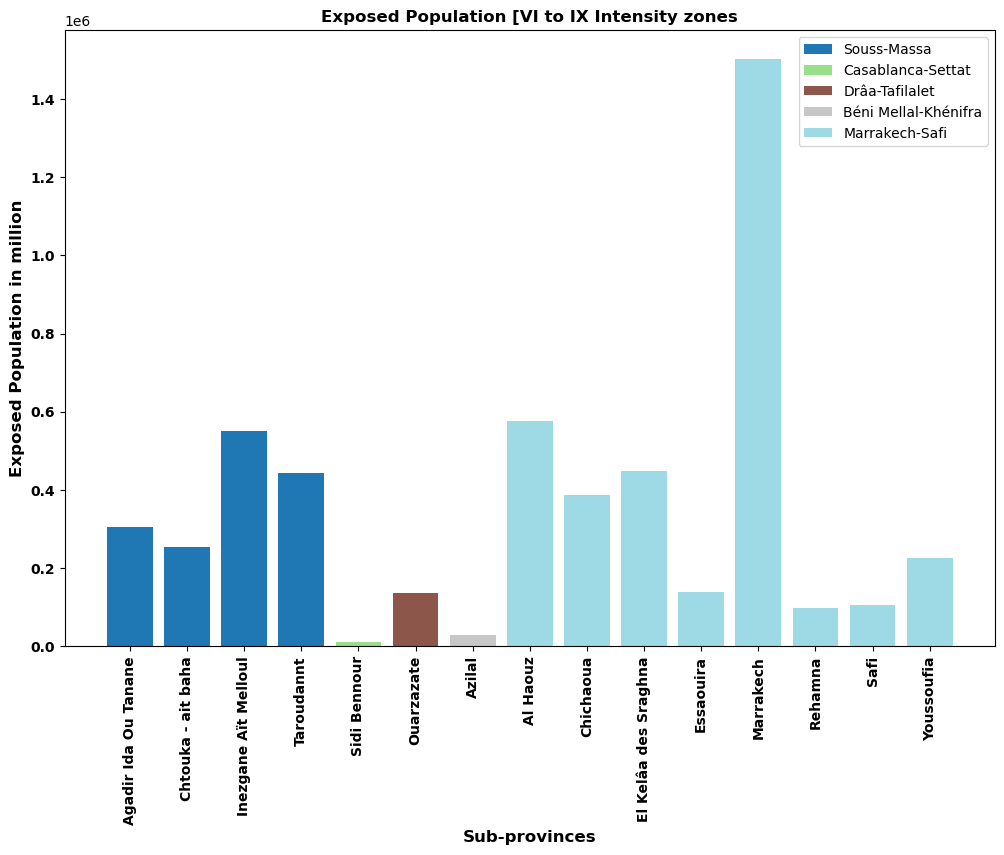 Exposed Population [VI to IX Intensity zones
1e6
Souss-Massa
Casablanca-Settat
Drâa-Tafilalet
Béni Mellal-Khénifra
Marrakech-Safi
Exposed Population in million
1.4
1.2
1.0
0.8
0.6
0.4
0.2
0.0
Agadir Ida Ou Tanane
Chtouka - ait baha
Inezgane Aït Melloul
Taroudannt
Sidi Bennour
Ouarzazate
Azilal
Al Haouz
Chichaoua
El Kelâa des Sraghna
Essaouira
Marrakech
Rehamna
Safi
Youssoufia
Sub-provinces